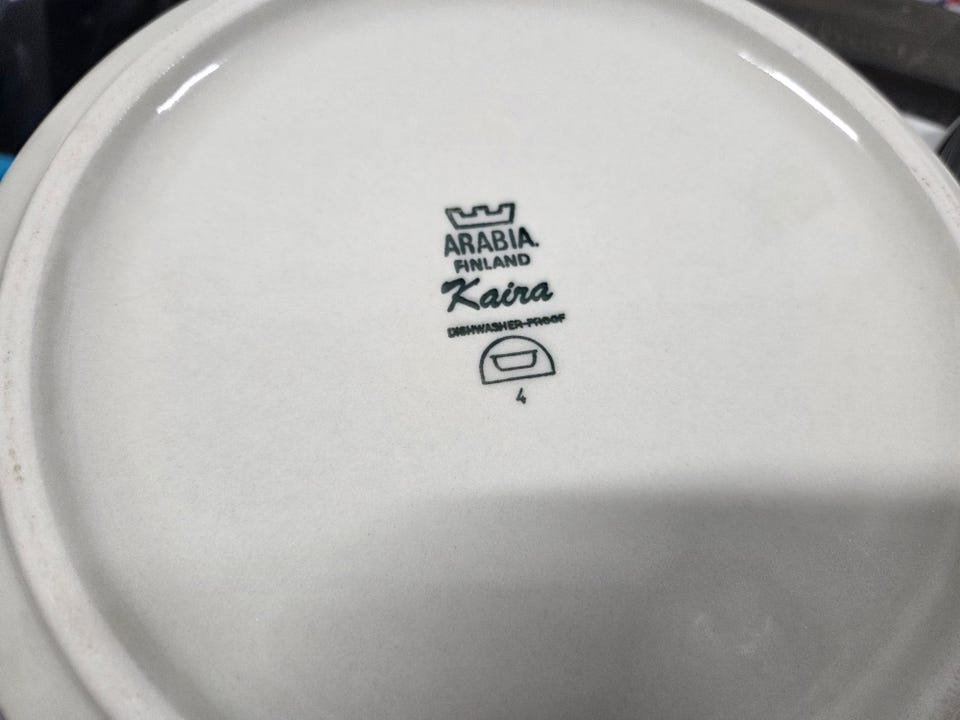 ARABIA.
FINLAND
Kaira
DISHWASHER-PROOF
4